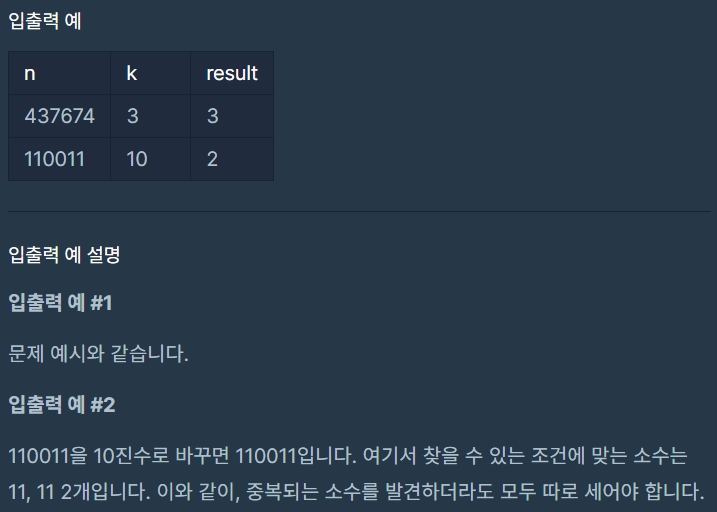 입출력 예
n k result
437674 3 3
110011 10 2
입출력 예 설명
입출력 예 #1
문제 예시와 같습니다.
입출력 예 #2
110011을 10진수로 바꾸면 110011입니다. 여기서 찾을 수 있는 조건에 맞는 소수는
11, 11 2개입니다. 이와 같이, 중복되는 소수를 발견하더라도 모두 따로 세어야 합니다.